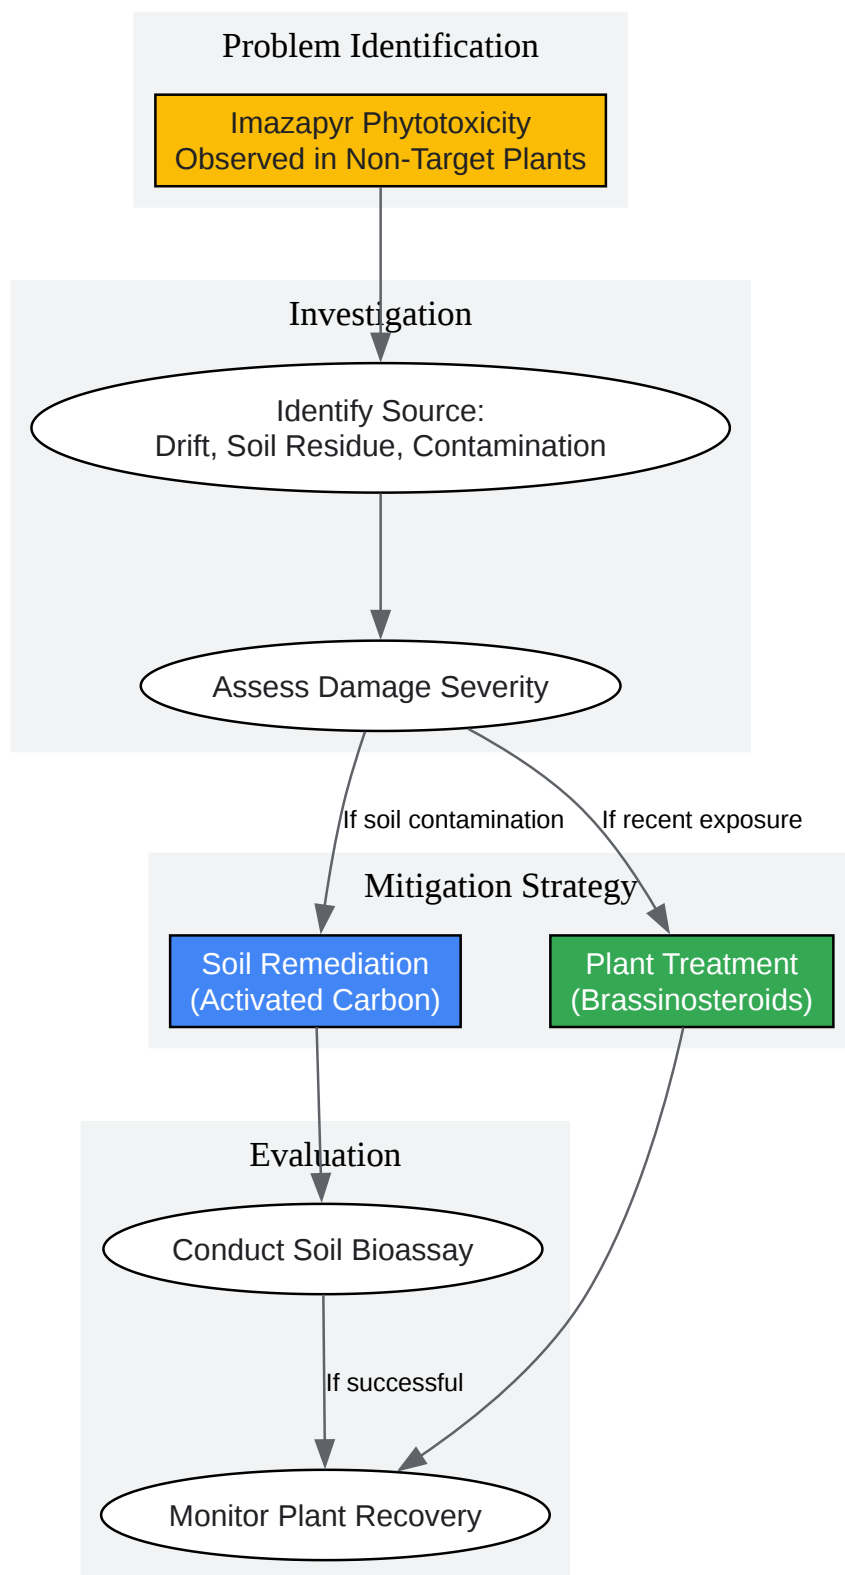 Problem Identification
Imazapyr Phytotoxicity
Observed in Non-Target Plants
Investigation
Identify Source:
Drift, Soil Residue, Contamination
Assess Damage Severity
If soil contamination
If recent exposure
Mitigation Strategy
Soil Remediation
(Activated Carbon)
Plant Treatment
(Brassinosteroids)
Evaluation
Conduct Soil Bioassay
If successful
Monitor Plant Recovery